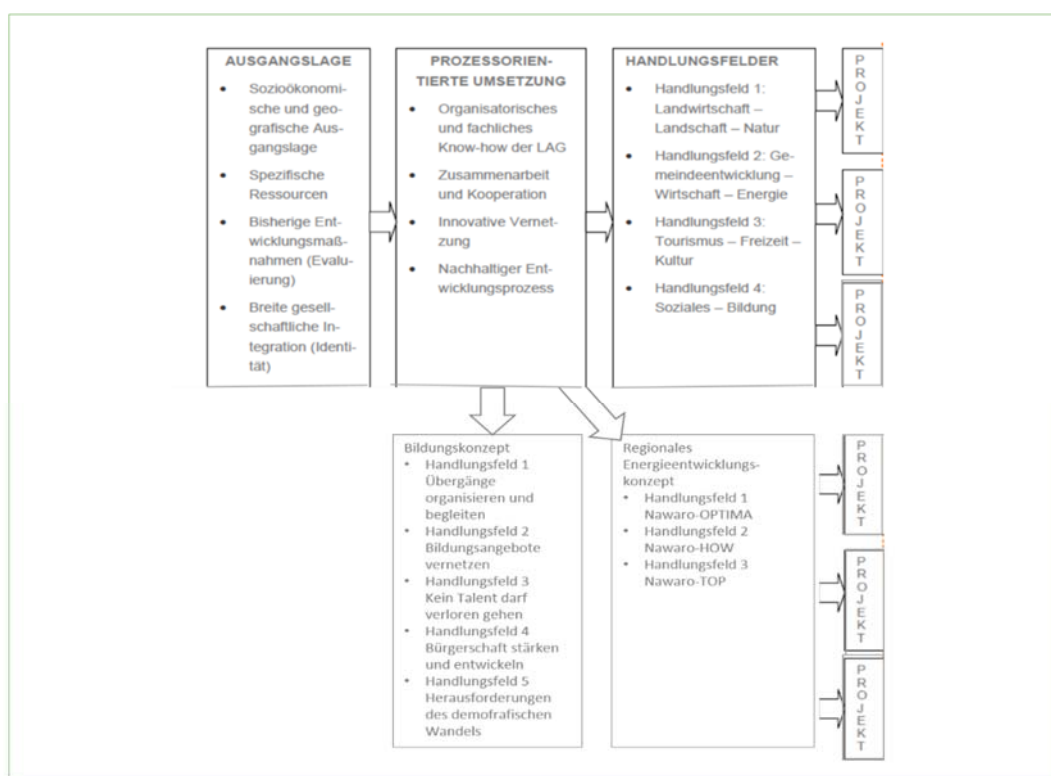 AUSGANGSLAGE
• Sozioökonomi-
sche und geo-
grafische Aus-
gangslage
• Spezifische
Ressourcen
• Bisherige Ent-
wicklungsmaß-
nahmen (Evalu-
ierung)
• Breite gesell-
schaftliche In-
tegration (Identi-
tät)
PROZESSORIEN-
TIERTE UMSETZUNG
• Organisatorisches
und fachliches
Know-how der LAG
• Zusammenarbeit
und Kooperation
• Innovative Vernet-
zung
• Nachhaltiger Ent-
wicklungsprozess
HANDLUNGSFELDER
• Handlungsfeld 1:
Landwirtschaft –
Landschaft – Natur
• Handlungsfeld 2: Ge-
meindeentwicklung –
Wirtschaft – Energie
• Handlungsfeld 3:
Tourismus – Freizeit –
Kultur
• Handlungsfeld 4:
Soziales – Bildung
PROJEKT
PROJEKT
PROJEKT
Bildungskonzept
• Handlungsfeld 1
Übergänge
organisieren und
begleiten
• Handlungsfeld 2
Bildungsangebote
vernetzen
• Handlungsfeld 3
Kein Talent darf
verloren gehen
• Handlungsfeld 4
Bürgerschaft stärken
und entwickeln
• Handlungsfeld 5
Herausforderungen
des demofrafischen
Wandels
Regionales
Energieentwicklungs-
konzept
• Handlungsfeld 1
Nawaro-OPTIMA
• Handlungsfeld 2
Nawaro-HOW
• Handlungsfeld 3
Nawaro-TOP
PROJEKT
PROJEKT
PROJEKT